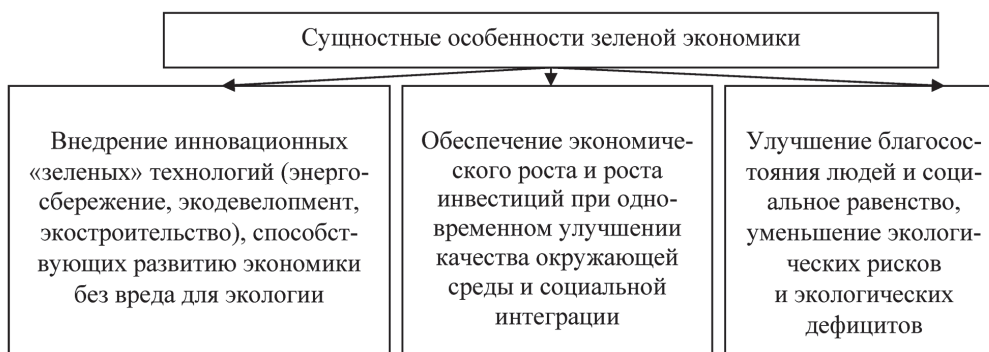 Сущностные особенности зеленой экономики
Внедрение инновационных
«зеленых» технологий (энерго-
сбережение, экодевелопмент,
экостроительство), способст-
вующих развитию экономики
без вреда для экологии
Обеспечение экономиче-
ского роста и роста
инвестиций при одно-
временном улучшении
качества окружающей
среды и социальной
интеграции
Улучшение благосос-
тояния людей и соци-
альное равенство,
уменьшение экологи-
ческих рисков
и экологических
дефицитов